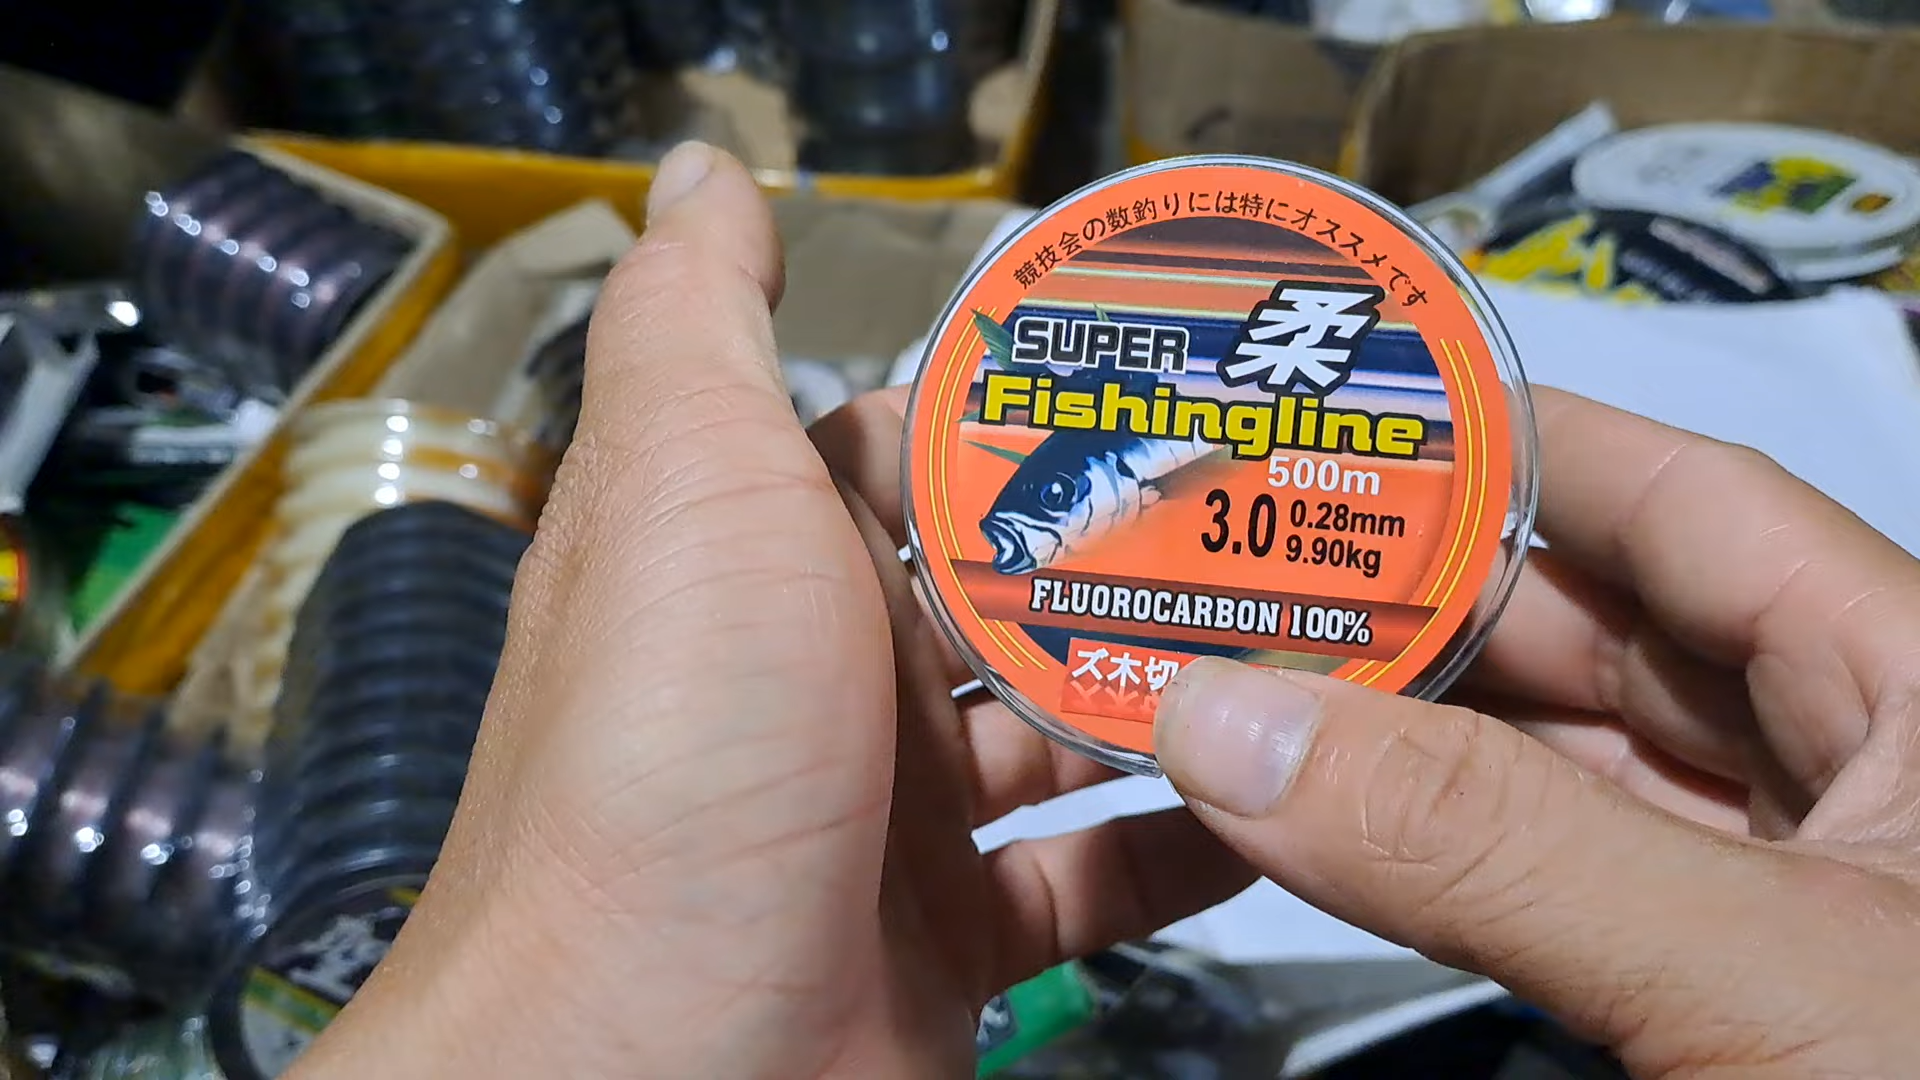 競技会の数釣りには特にオススメです
SUPER 柔
Fishingline
500m
3.0 0.28mm
9.90kg
FLUOROCARBON 100%
ズ木切